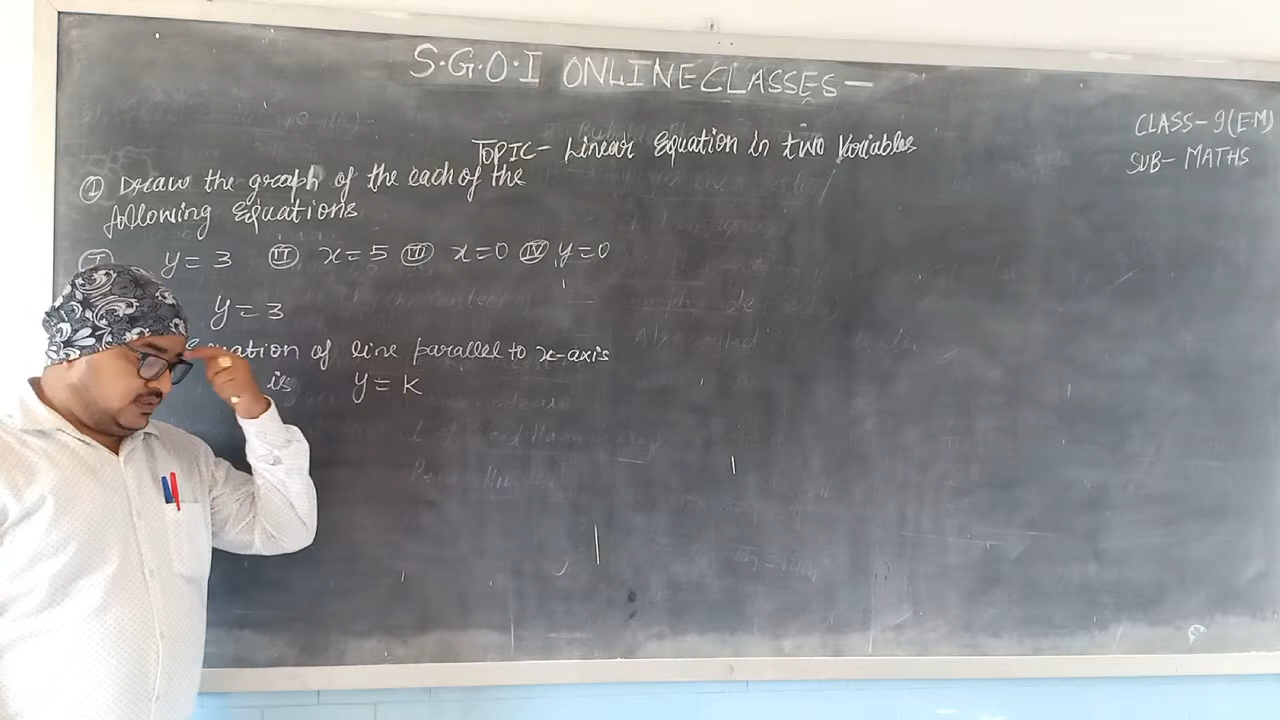 S.G.O.I ONLINE CLASSES-
CLASS-9(E.M)
SUB- MATHS
TOPIC- Linear Equation in two Variables
① Draw the graph of the each of the
following Equations
Ⓘ y=3 Ⓘⓘ x=5 ⒾⒾⒾ x=0 ⒾⓋ y=0
y=3
Equation of line parallel to x-axis
is y=K